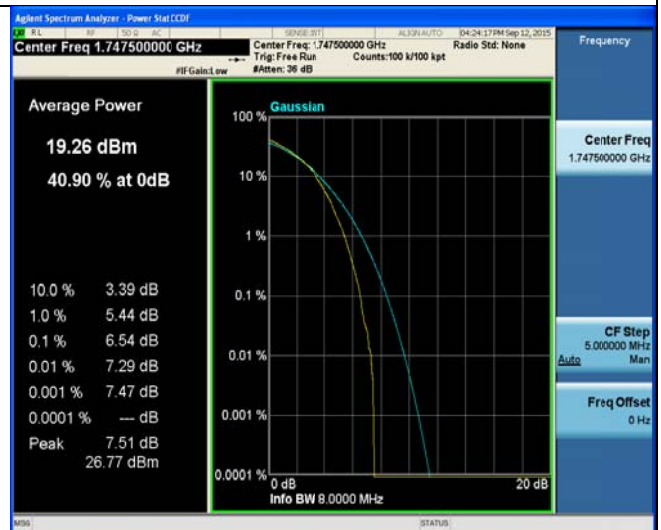 Agilent Spectrum Analyzer - Power Stat CCDF
RL RF 50 Ω AC SENSE:INT ALIGN AUTO 04:24:17 PM Sep 12, 2015
Center Freq 1.747500000 GHz
Center Freq: 1.747500000 GHz Radio Std: None
Trig: Free Run Counts:100 k/100 kpt
#IFGain:Low #Atten: 36 dB
Frequency
Average Power
19.26 dBm
40.90 % at 0dB
10.0 % 3.39 dB
1.0 % 5.44 dB
0.1 % 6.54 dB
0.01 % 7.29 dB
0.001 % 7.47 dB
0.0001 % --- dB
Peak 7.51 dB
26.77 dBm
Gaussian
100 %
10 %
1 %
0.1 %
0.01 %
0.001 %
0.0001 %
0 dB 20 dB
Info BW 8.0000 MHz
Center Freq
1.747500000 GHz
CF Step
5.000000 MHz
Auto Man
Freq Offset
0 Hz
MSG STATUS